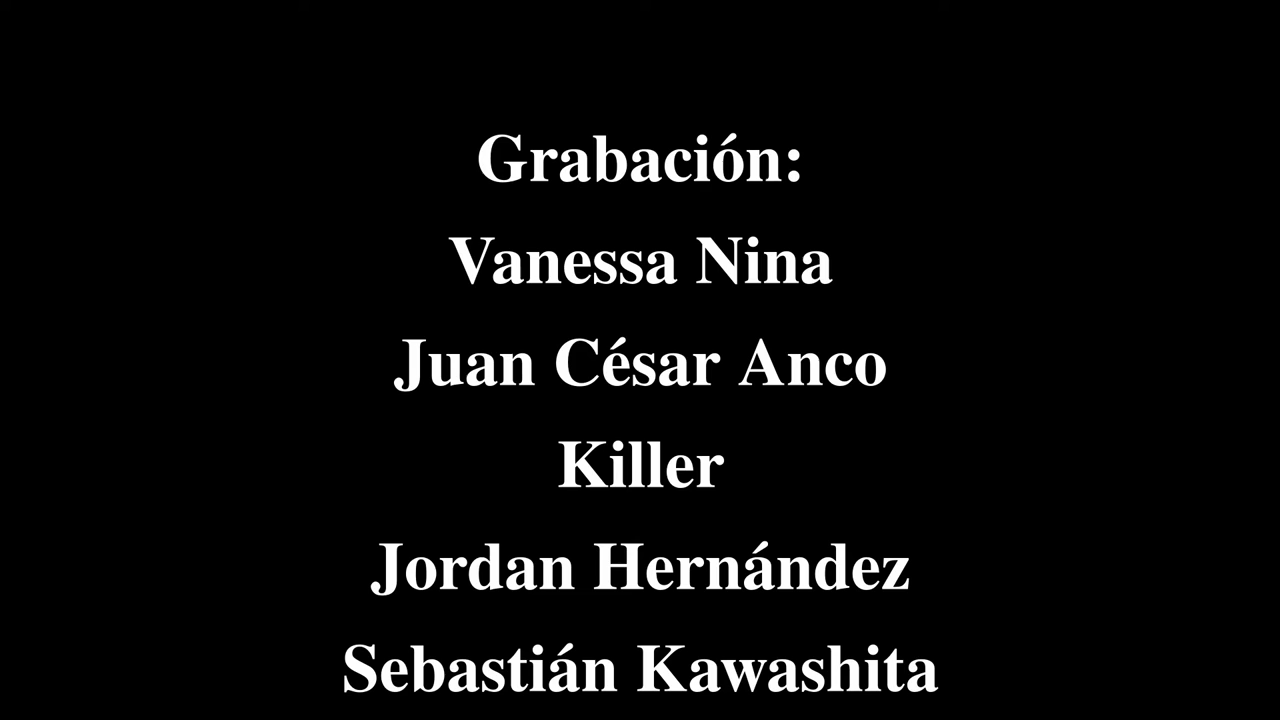 Grabación:
Vanessa Nina
Juan César Anco
Killer
Jordan Hernández
Sebastián Kawashita